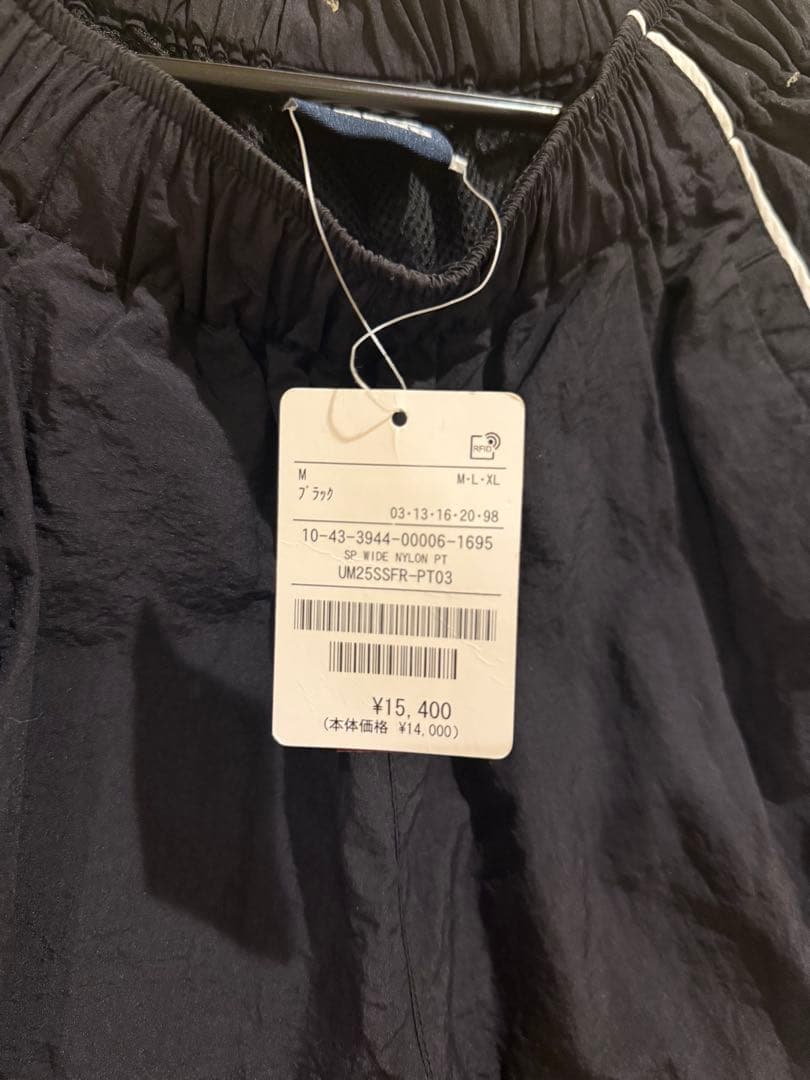 RFID
M M・L・XL
ブラック
03・13・16・20・98
10-43-3944-00006-1695
SP WIDE NYLON PT
UM25SSFR-PT03
¥15,400
(本体価格 ¥14,000)